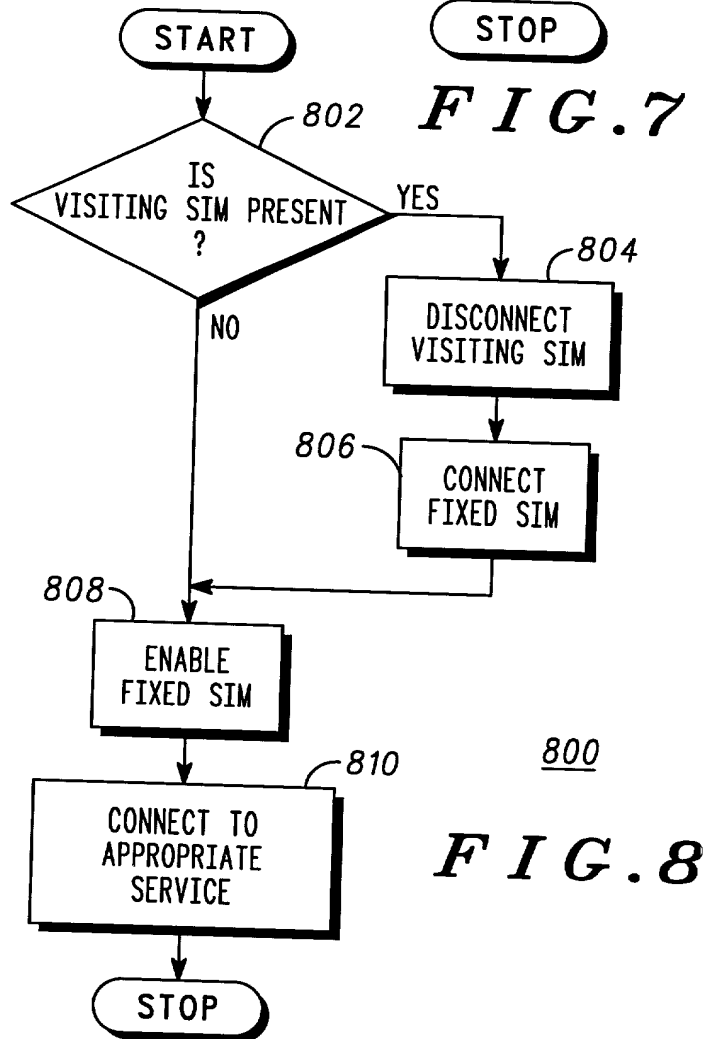 START
STOP
FIG.7
802
IS
VISITING SIM PRESENT
?
YES
NO
804
DISCONNECT
VISITING SIM
806
CONNECT
FIXED SIM
808
ENABLE
FIXED SIM
810
CONNECT TO
APPROPRIATE
SERVICE
800
FIG.8
STOP